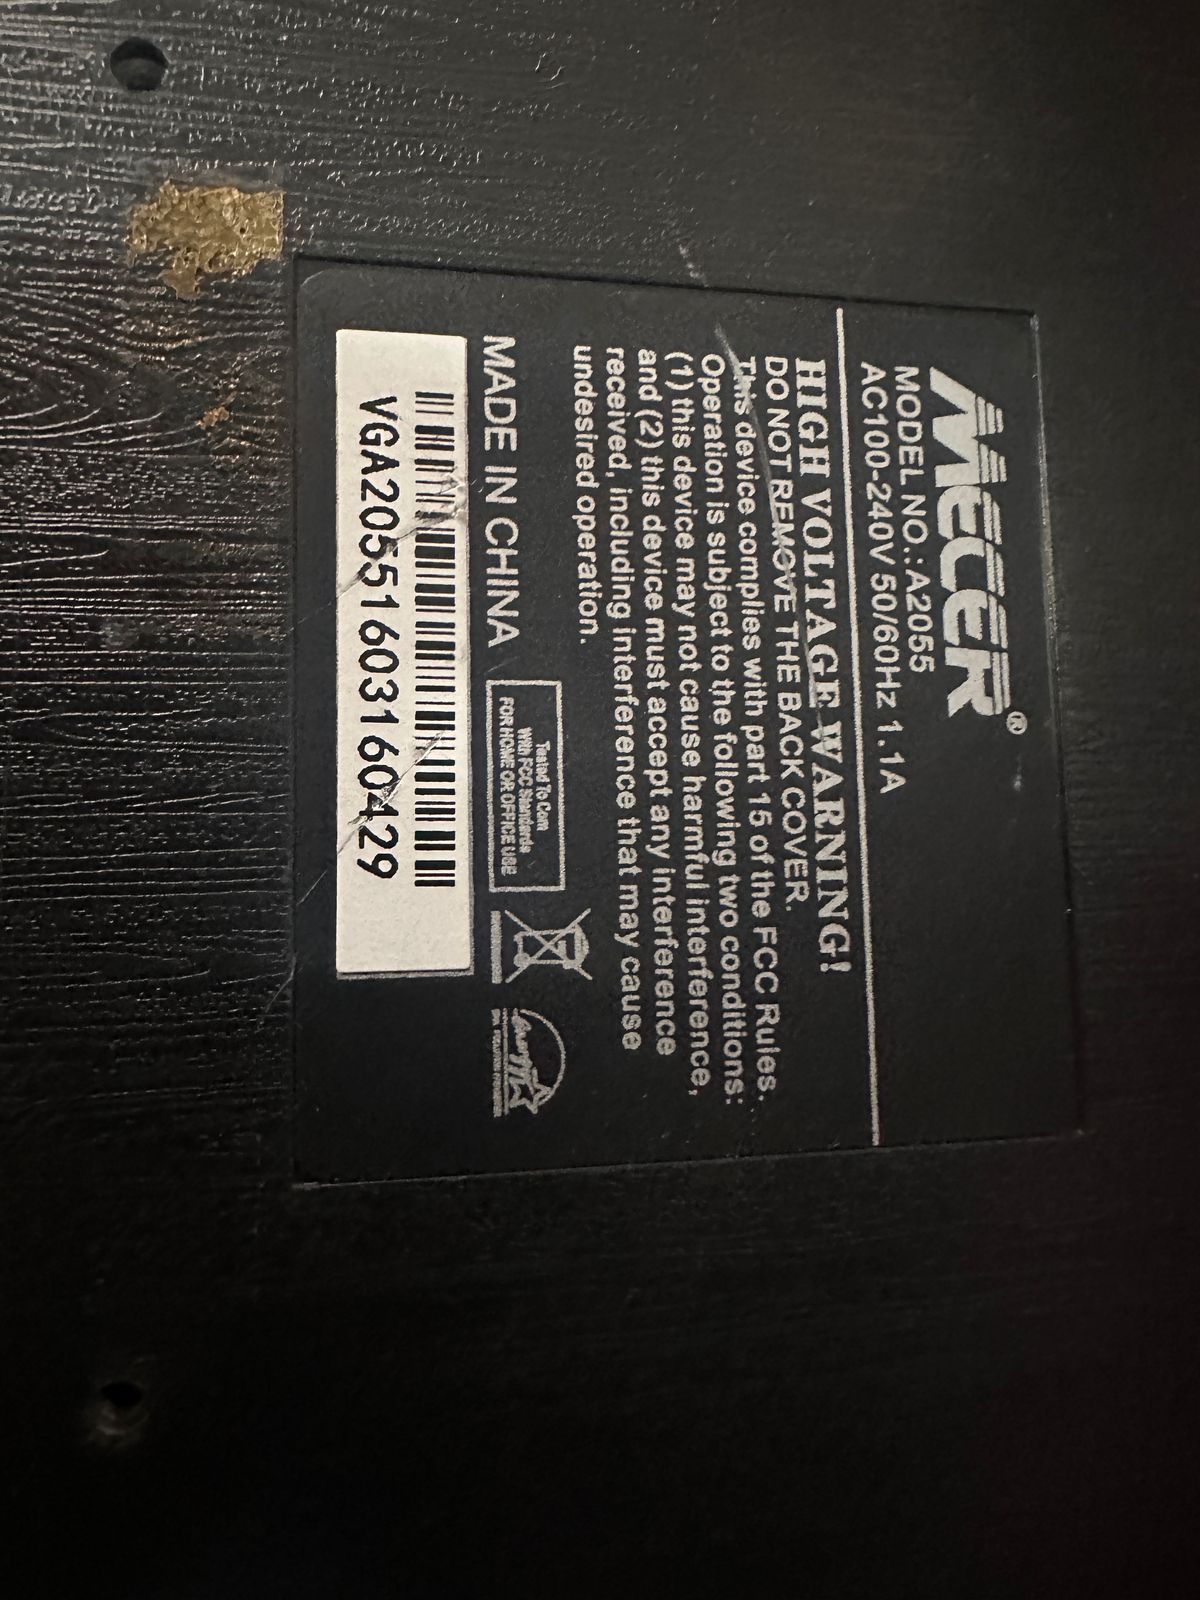 MECER®
MODEL NO.: A2055
AC100-240V 50/60Hz 1.1A
HIGH VOLTAGE WARNING!
DO NOT REMOVE THE BACK COVER.
This device complies with part 15 of the FCC Rules.
Operation is subject to the following two conditions:
(1) this device may not cause harmful interference,
and (2) this device must accept any interference
received, including interference that may cause
undesired operation.
MADE IN CHINA
Tested To Com
With FCC Standards
FOR HOME OR OFFICE USE
energy
VGA20551603160429